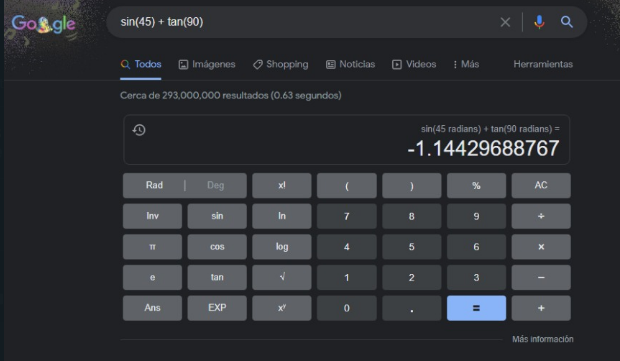 Google
sin(45) + tan(90)
Todos Imágenes Shopping Noticias Videos Más Herramientas
Cerca de 293,000,000 resultados (0.63 segundos)
sin(45 radians) + tan(90 radians) =
-1.14429688767
Rad | Deg x! ( ) % AC
Inv sin ln 7 8 9 ÷
π cos log 4 5 6 ×
e tan √ 1 2 3 −
Ans EXP xʸ 0 . = +
Más información